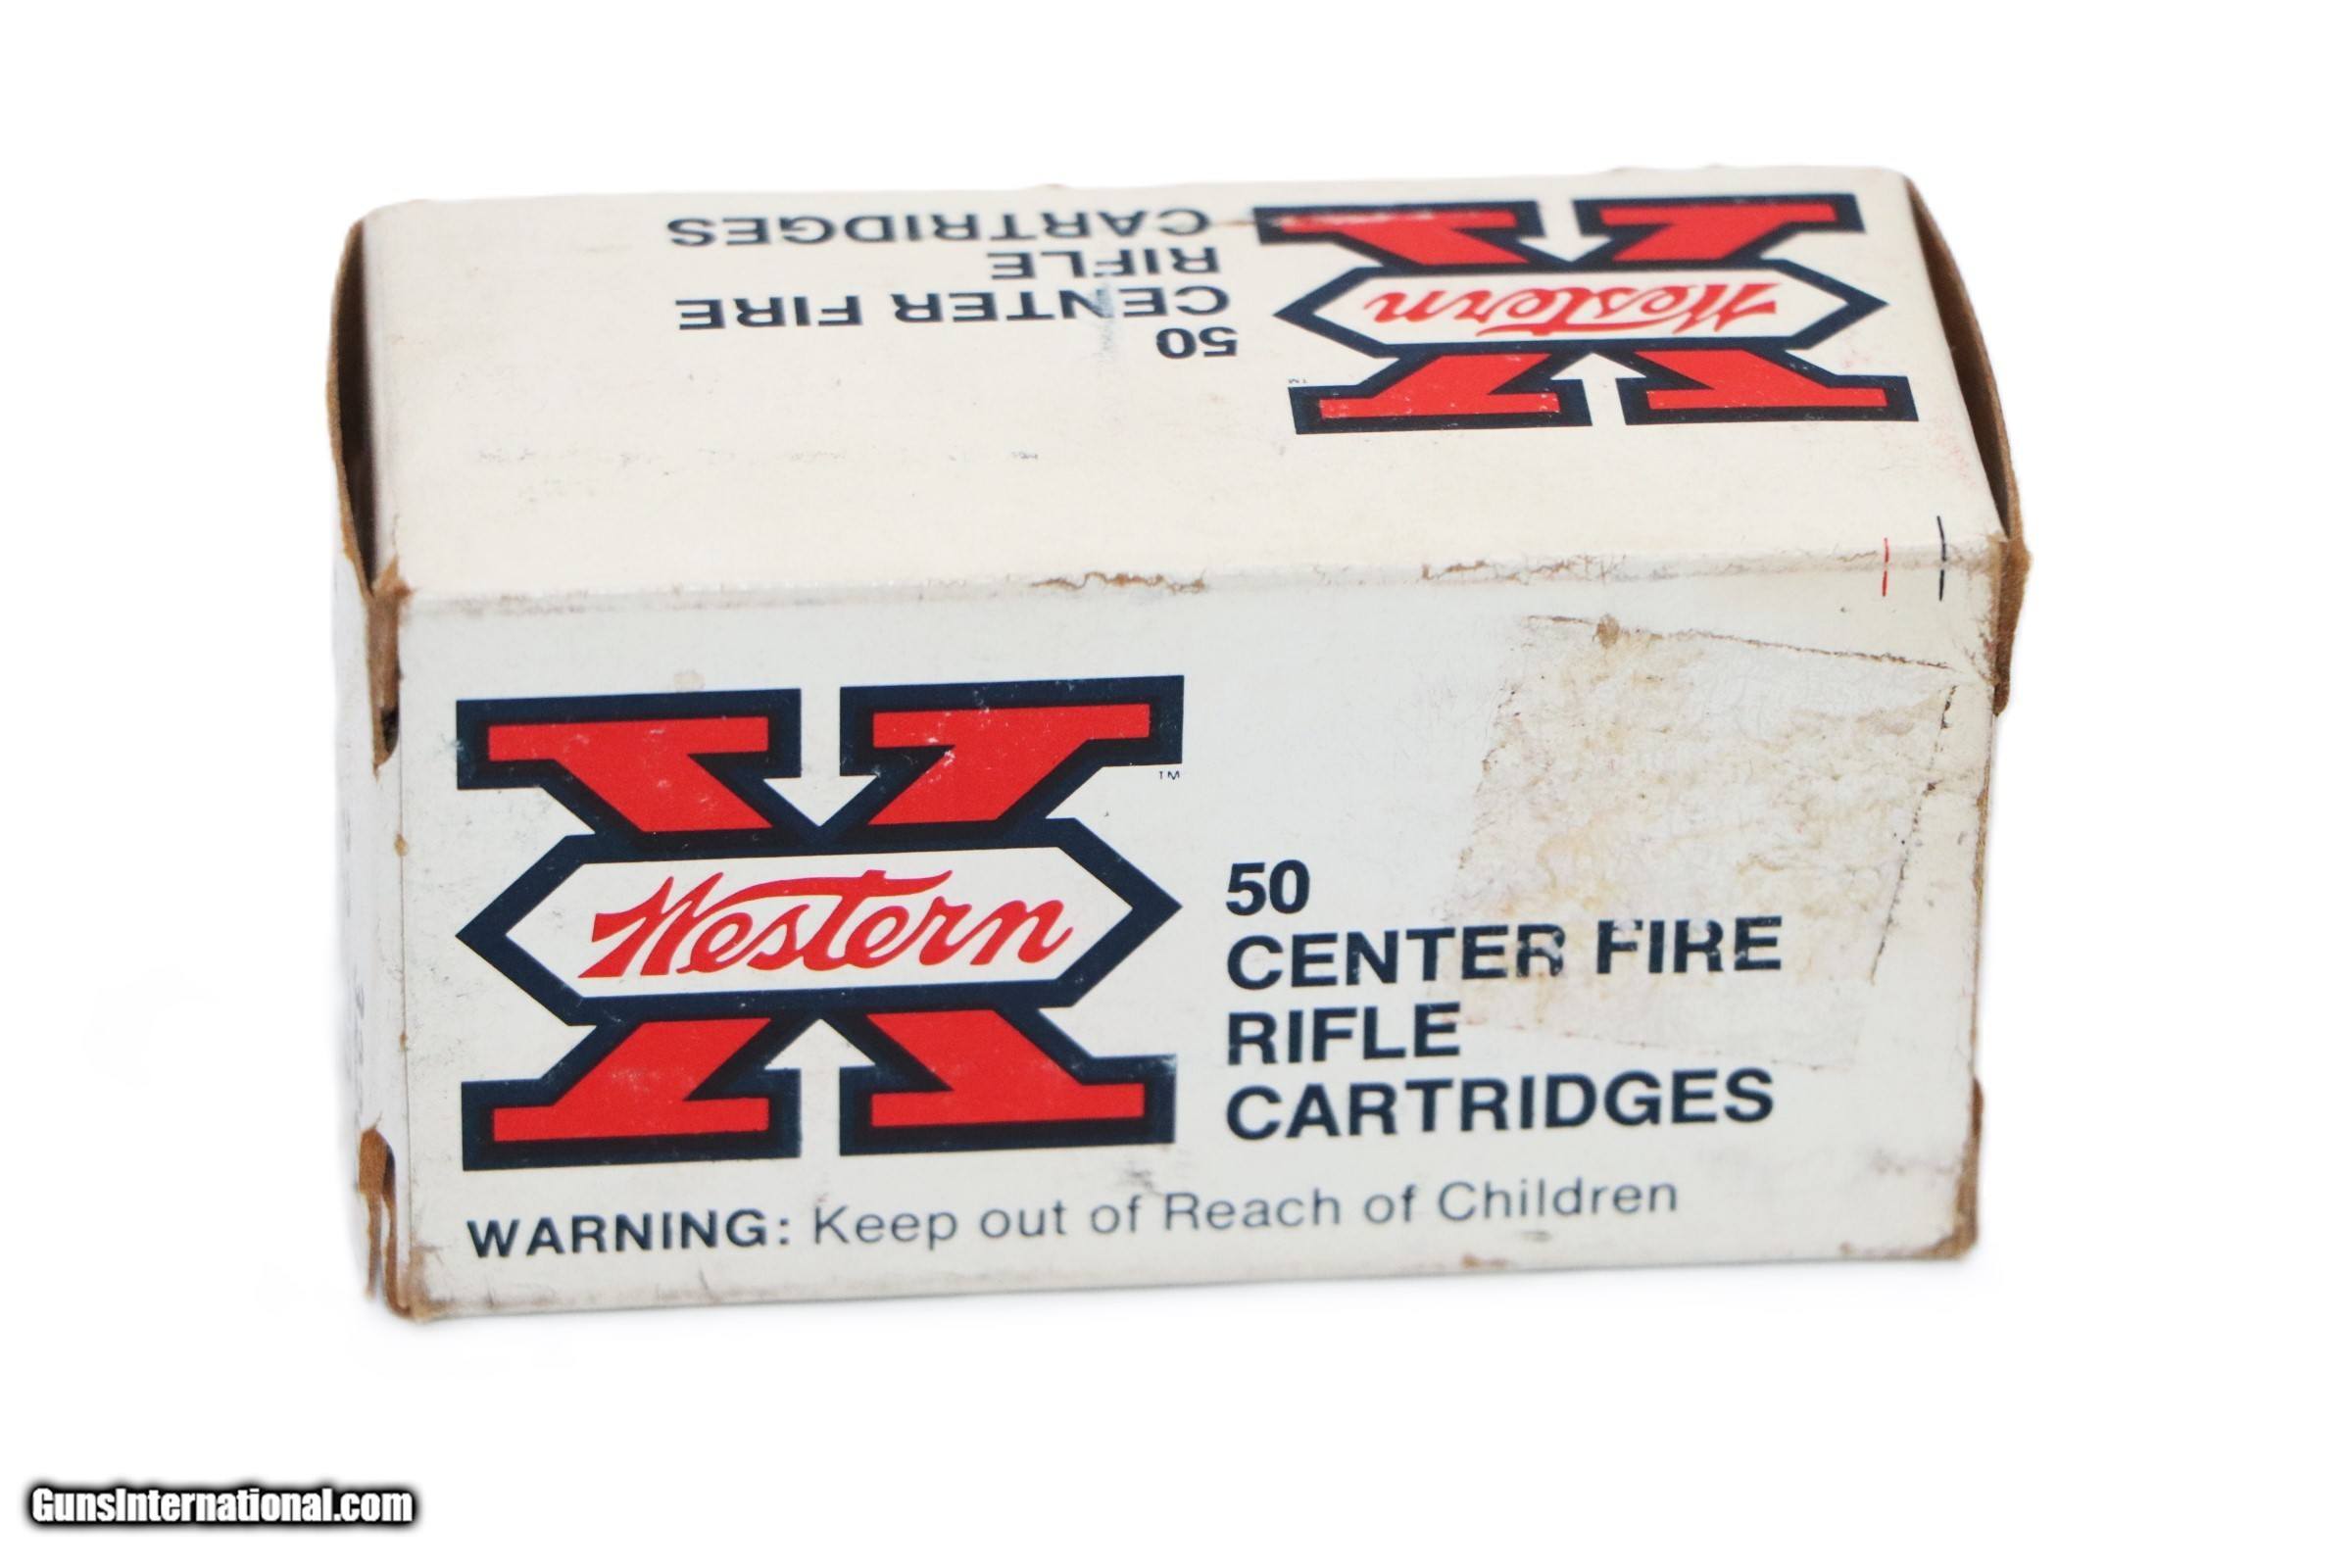 Western
50
CENTER FIRE
RIFLE
CARTRIDGES
X
Western
TM
50
CENTER FIRE
RIFLE
CARTRIDGES
WARNING: Keep out of Reach of Children
GunsInternational.com